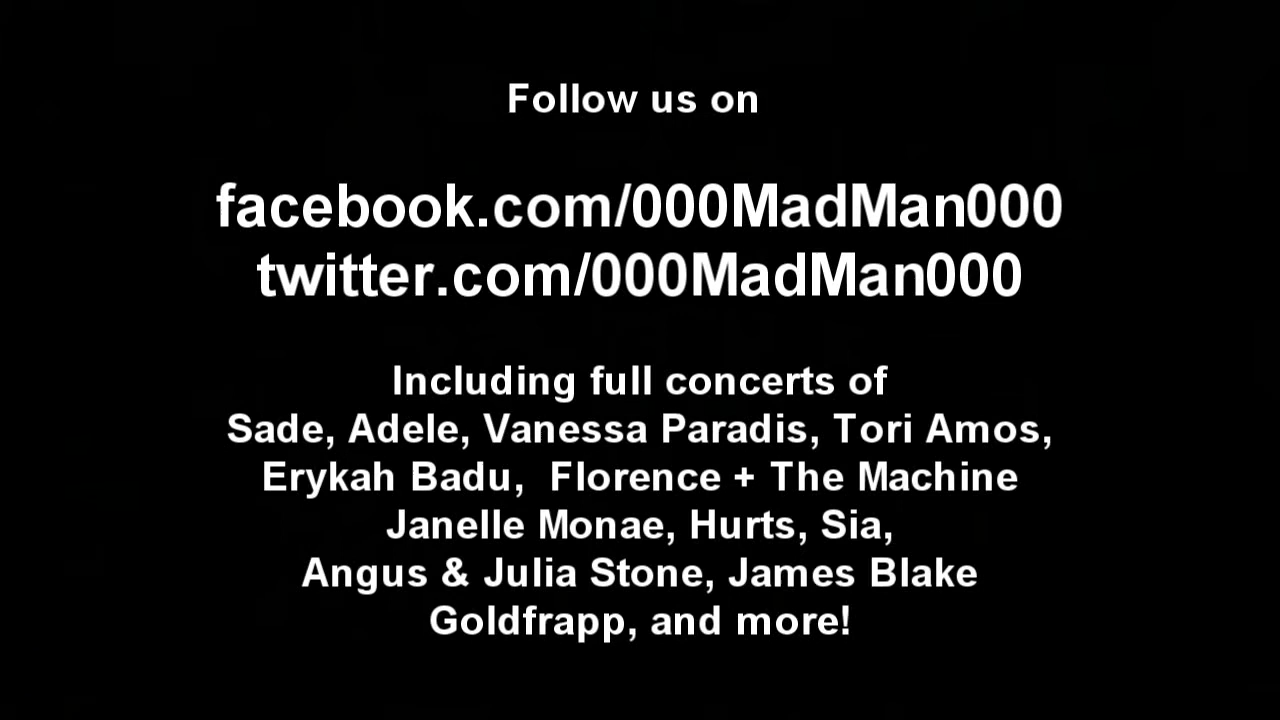 Follow us on
facebook.com/000MadMan000
twitter.com/000MadMan000
Including full concerts of
Sade, Adele, Vanessa Paradis, Tori Amos,
Erykah Badu,  Florence + The Machine
Janelle Monae, Hurts, Sia,
Angus & Julia Stone, James Blake
Goldfrapp, and more!